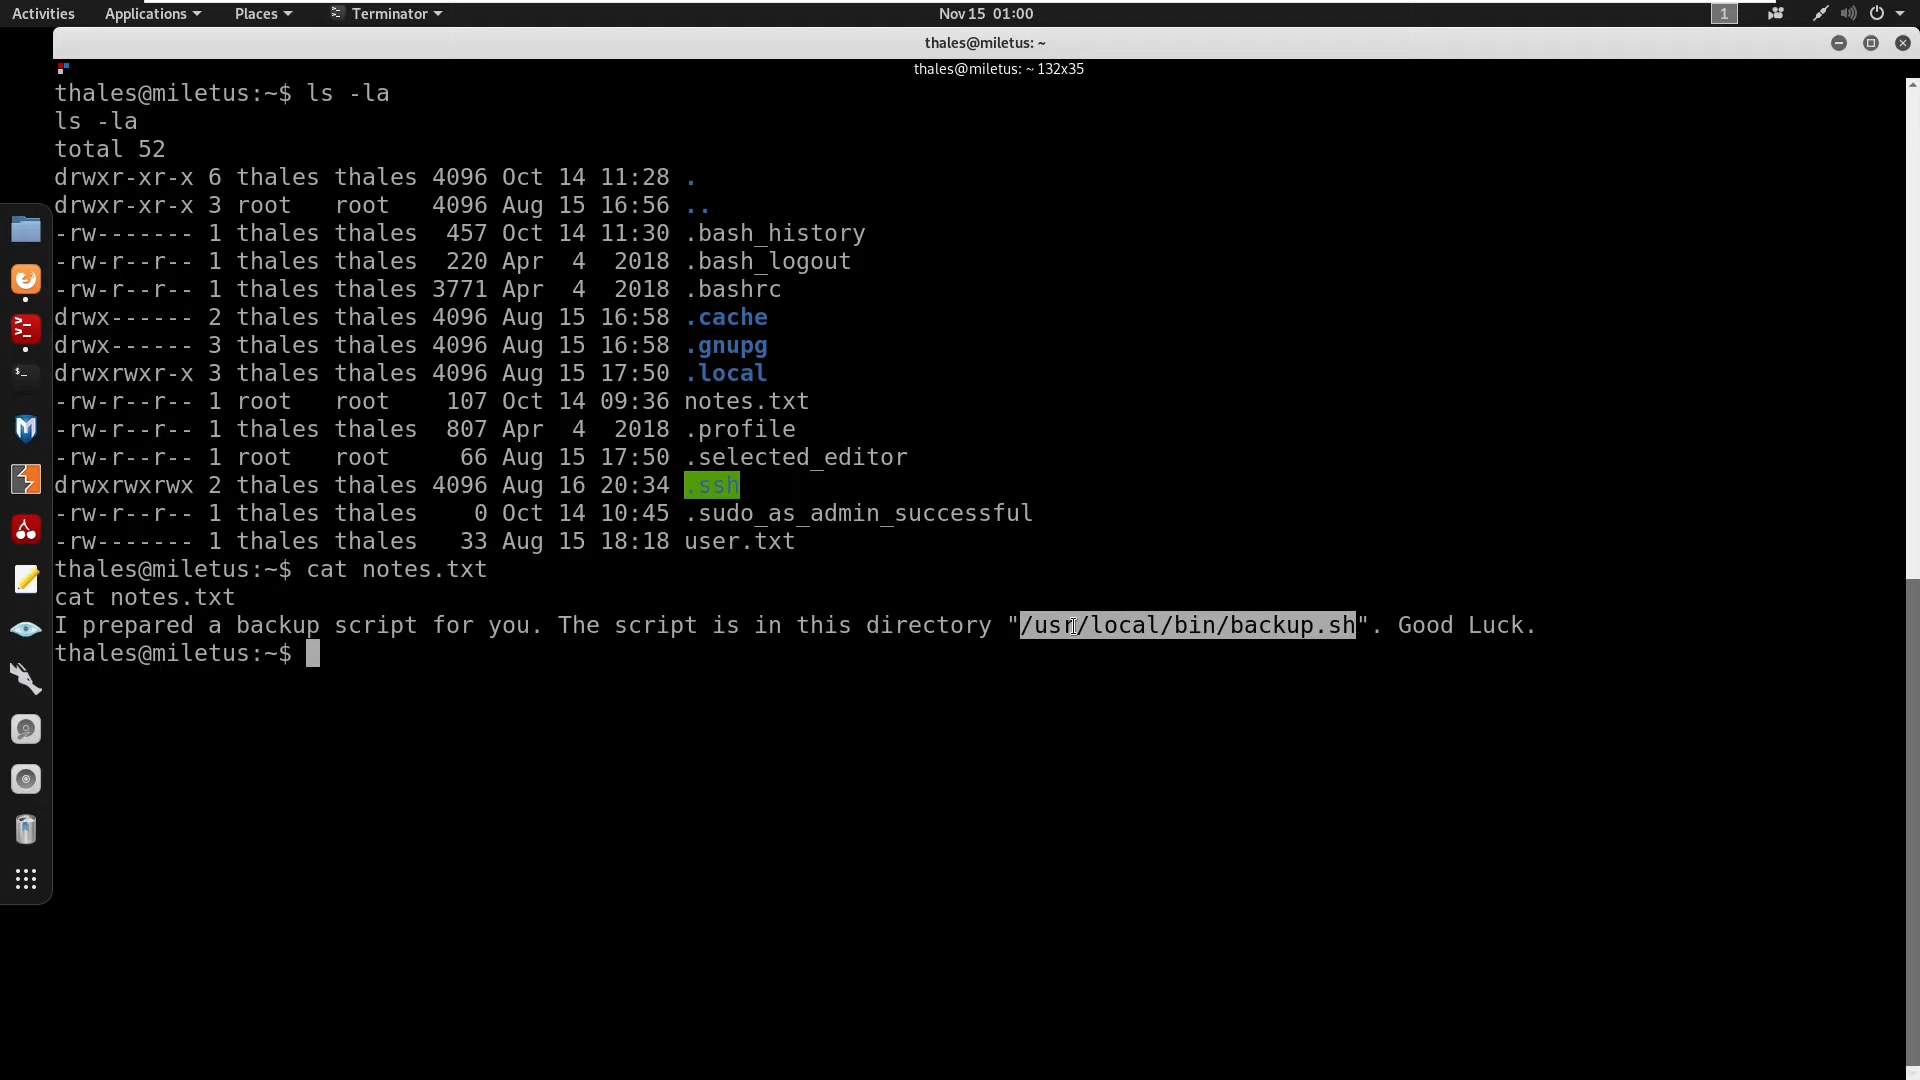 Activities Applications Places Terminator Nov 15 01:00 1
thales@miletus: ~
thales@miletus: ~ 132x35
thales@miletus:~$ ls -la
ls -la
total 52
drwxr-xr-x 6 thales thales 4096 Oct 14 11:28 .
drwxr-xr-x 3 root   root   4096 Aug 15 16:56 ..
-rw------- 1 thales thales  457 Oct 14 11:30 .bash_history
-rw-r--r-- 1 thales thales  220 Apr  4  2018 .bash_logout
-rw-r--r-- 1 thales thales 3771 Apr  4  2018 .bashrc
drwx------ 2 thales thales 4096 Aug 15 16:58 .cache
drwx------ 3 thales thales 4096 Aug 15 16:58 .gnupg
drwxrwxr-x 3 thales thales 4096 Aug 15 17:50 .local
-rw-r--r-- 1 root   root    107 Oct 14 09:36 notes.txt
-rw-r--r-- 1 thales thales  807 Apr  4  2018 .profile
-rw-r--r-- 1 root   root     66 Aug 15 17:50 .selected_editor
drwxrwxrwx 2 thales thales 4096 Aug 16 20:34 .ssh
-rw-r--r-- 1 thales thales    0 Oct 14 10:45 .sudo_as_admin_successful
-rw------- 1 thales thales   33 Aug 15 18:18 user.txt
thales@miletus:~$ cat notes.txt
cat notes.txt
I prepared a backup script for you. The script is in this directory "/usr/local/bin/backup.sh". Good Luck.
thales@miletus:~$